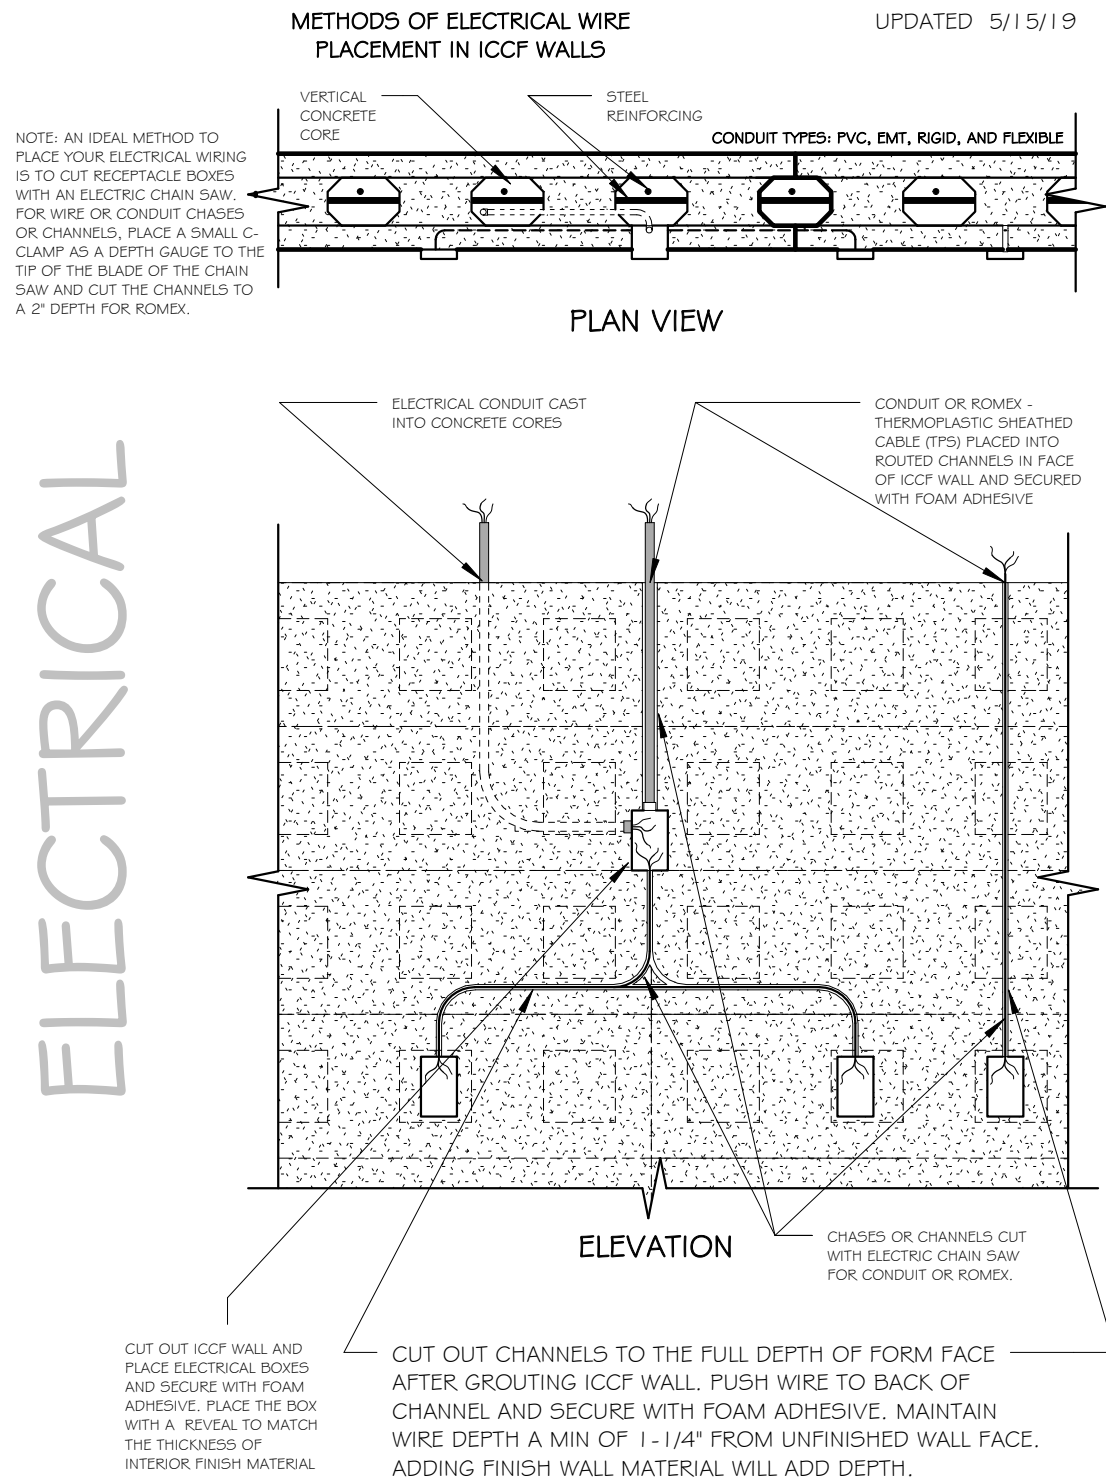 METHODS OF ELECTRICAL WIRE
PLACEMENT IN ICCF WALLS
UPDATED 5/15/19
VERTICAL
CONCRETE
CORE
STEEL
REINFORCING
CONDUIT TYPES: PVC, EMT, RIGID, AND FLEXIBLE
NOTE: AN IDEAL METHOD TO
PLACE YOUR ELECTRICAL WIRING
IS TO CUT RECEPTACLE BOXES
WITH AN ELECTRIC CHAIN SAW.
FOR WIRE OR CONDUIT CHASES
OR CHANNELS, PLACE A SMALL C-
CLAMP AS A DEPTH GAUGE TO THE
TIP OF THE BLADE OF THE CHAIN
SAW AND CUT THE CHANNELS TO
A 2" DEPTH FOR ROMEX.
PLAN VIEW
ELECTRICAL CONDUIT CAST
INTO CONCRETE CORES
CONDUIT OR ROMEX -
THERMOPLASTIC SHEATHED
CABLE (TPS) PLACED INTO
ROUTED CHANNELS IN FACE
OF ICCF WALL AND SECURED
WITH FOAM ADHESIVE
ELECTRICAL
ELEVATION
CHASES OR CHANNELS CUT
WITH ELECTRIC CHAIN SAW
FOR CONDUIT OR ROMEX.
CUT OUT ICCF WALL AND
PLACE ELECTRICAL BOXES
AND SECURE WITH FOAM
ADHESIVE. PLACE THE BOX
WITH A REVEAL TO MATCH
THE THICKNESS OF
INTERIOR FINISH MATERIAL
CUT OUT CHANNELS TO THE FULL DEPTH OF FORM FACE
AFTER GROUTING ICCF WALL. PUSH WIRE TO BACK OF
CHANNEL AND SECURE WITH FOAM ADHESIVE. MAINTAIN
WIRE DEPTH A MIN OF 1-1/4" FROM UNFINISHED WALL FACE.
ADDING FINISH WALL MATERIAL WILL ADD DEPTH.